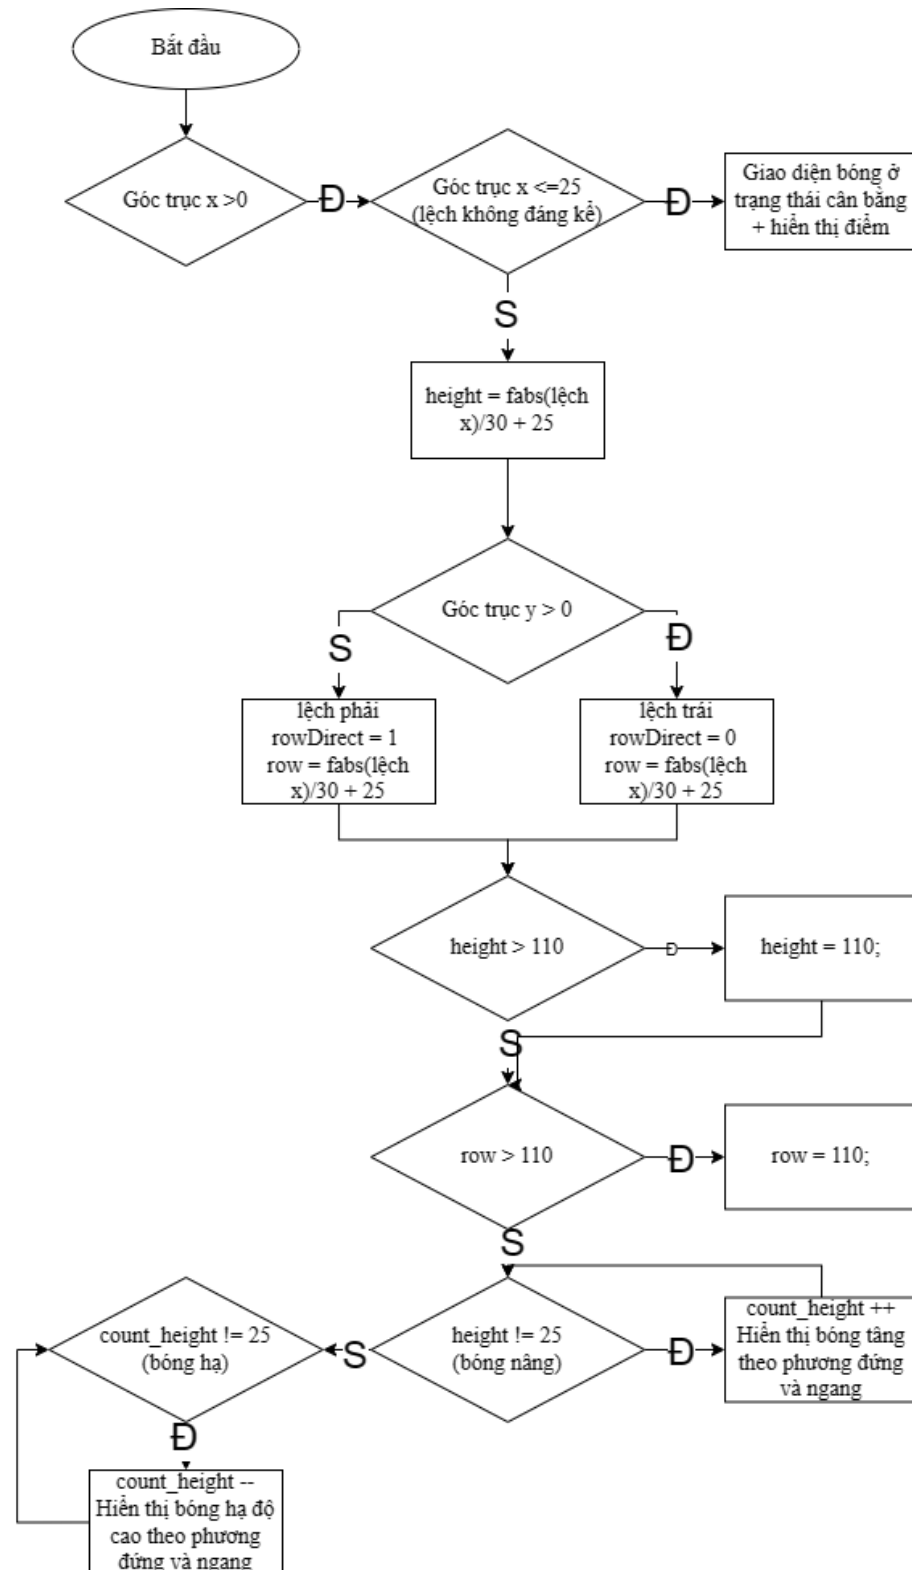 Bắt đầu
Góc trục x >0
Đ
Góc trục x <=25
(lệch không đáng kể)
Đ
Giao diện bóng ở
trạng thái cân bằng
+ hiển thị điểm
S
height = fabs(lệch
x)/30 + 25
Góc trục y > 0
S
Đ
lệch phải
rowDirect = 1
row = fabs(lệch
x)/30 + 25
lệch trái
rowDirect = 0
row = fabs(lệch
x)/30 + 25
height > 110
Đ
height = 110;
S
row > 110
Đ
row = 110;
S
count_height != 25
(bóng hạ)
S
height != 25
(bóng nâng)
Đ
count_height ++
Hiển thị bóng tăng
theo phương đứng
và ngang
Đ
count_height --
Hiển thị bóng hạ độ
cao theo phương
đứng và ngang